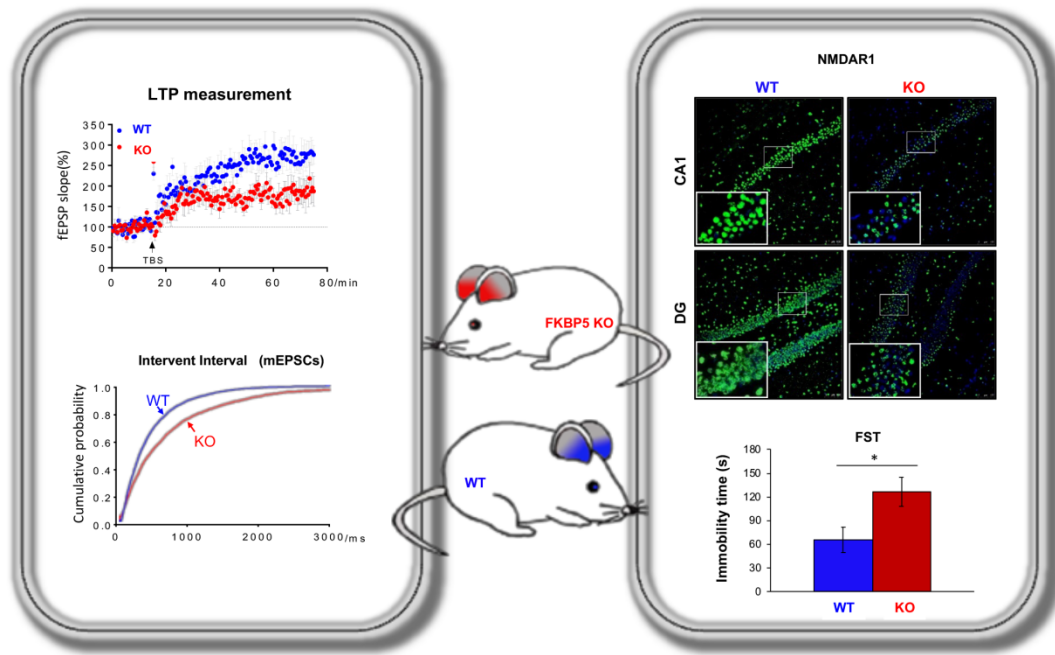 LTP measurement
350
300
250
200
150
100
50
0
fEPSP slope(%)
WT
KO
TBS
0
20
40
60
80/min
Intervent Interval (mEPSCs)
1.0
0.8
0.6
0.4
0.2
0.0
Cumulative probability
WT
KO
0
1000
2000
3000/ms
FKBP5 KO
WT
NMDAR1
WT
KO
CA1
DG
FST
180
150
120
90
60
30
0
Immobility time (s)
*
WT
KO